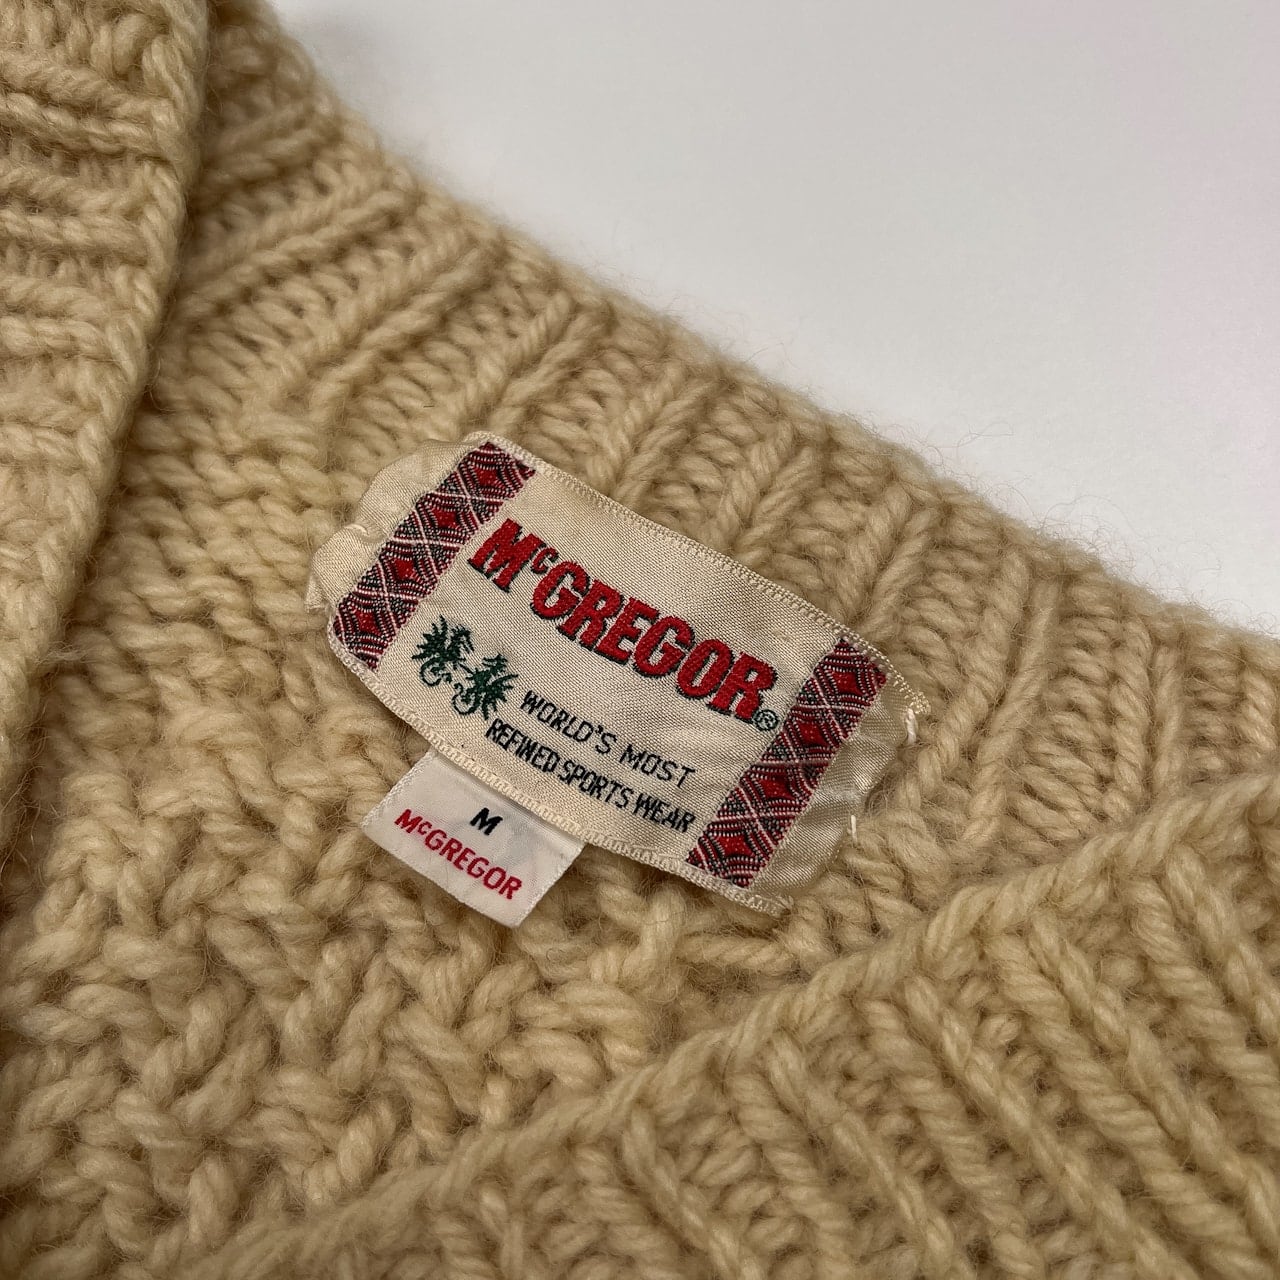 McGREGOR®
WORLD'S MOST
REFINED SPORTS WEAR
M
McGREGOR